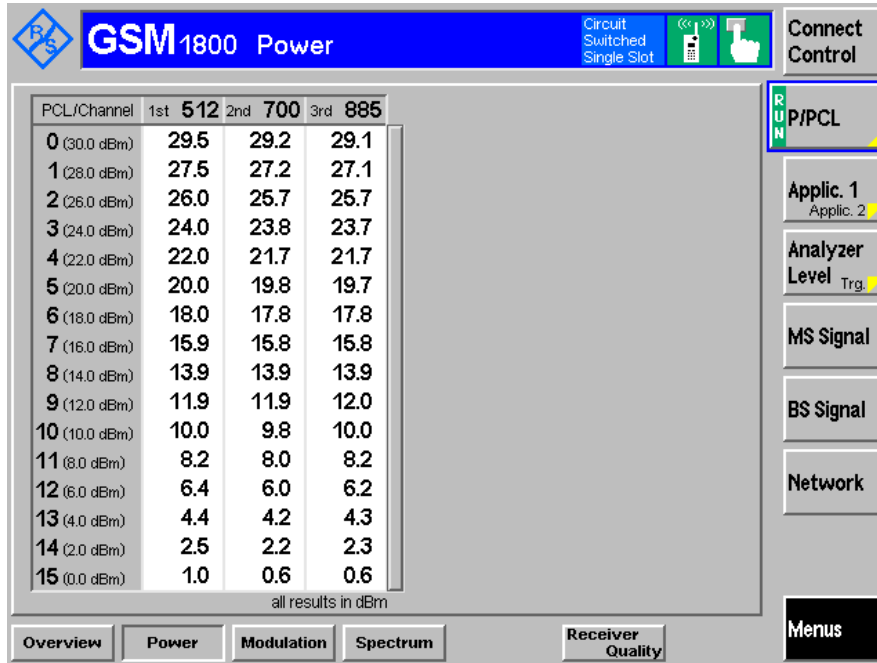 R/S
GSM1800 Power
Circuit
Switched
Single Slot
Connect
Control
PCL/Channel 1st 512 2nd 700 3rd 885
0 (30.0 dBm) 29.5 29.2 29.1
1 (28.0 dBm) 27.5 27.2 27.1
2 (26.0 dBm) 26.0 25.7 25.7
3 (24.0 dBm) 24.0 23.8 23.7
4 (22.0 dBm) 22.0 21.7 21.7
5 (20.0 dBm) 20.0 19.8 19.7
6 (18.0 dBm) 18.0 17.8 17.8
7 (16.0 dBm) 15.9 15.8 15.8
8 (14.0 dBm) 13.9 13.9 13.9
9 (12.0 dBm) 11.9 11.9 12.0
10 (10.0 dBm) 10.0 9.8 10.0
11 (8.0 dBm) 8.2 8.0 8.2
12 (6.0 dBm) 6.4 6.0 6.2
13 (4.0 dBm) 4.4 4.2 4.3
14 (2.0 dBm) 2.5 2.2 2.3
15 (0.0 dBm) 1.0 0.6 0.6
all results in dBm
RUN
P/PCL
Applic. 1
Applic. 2
Analyzer
Level Trg.
MS Signal
BS Signal
Network
Menus
Overview Power Modulation Spectrum
Receiver
Quality